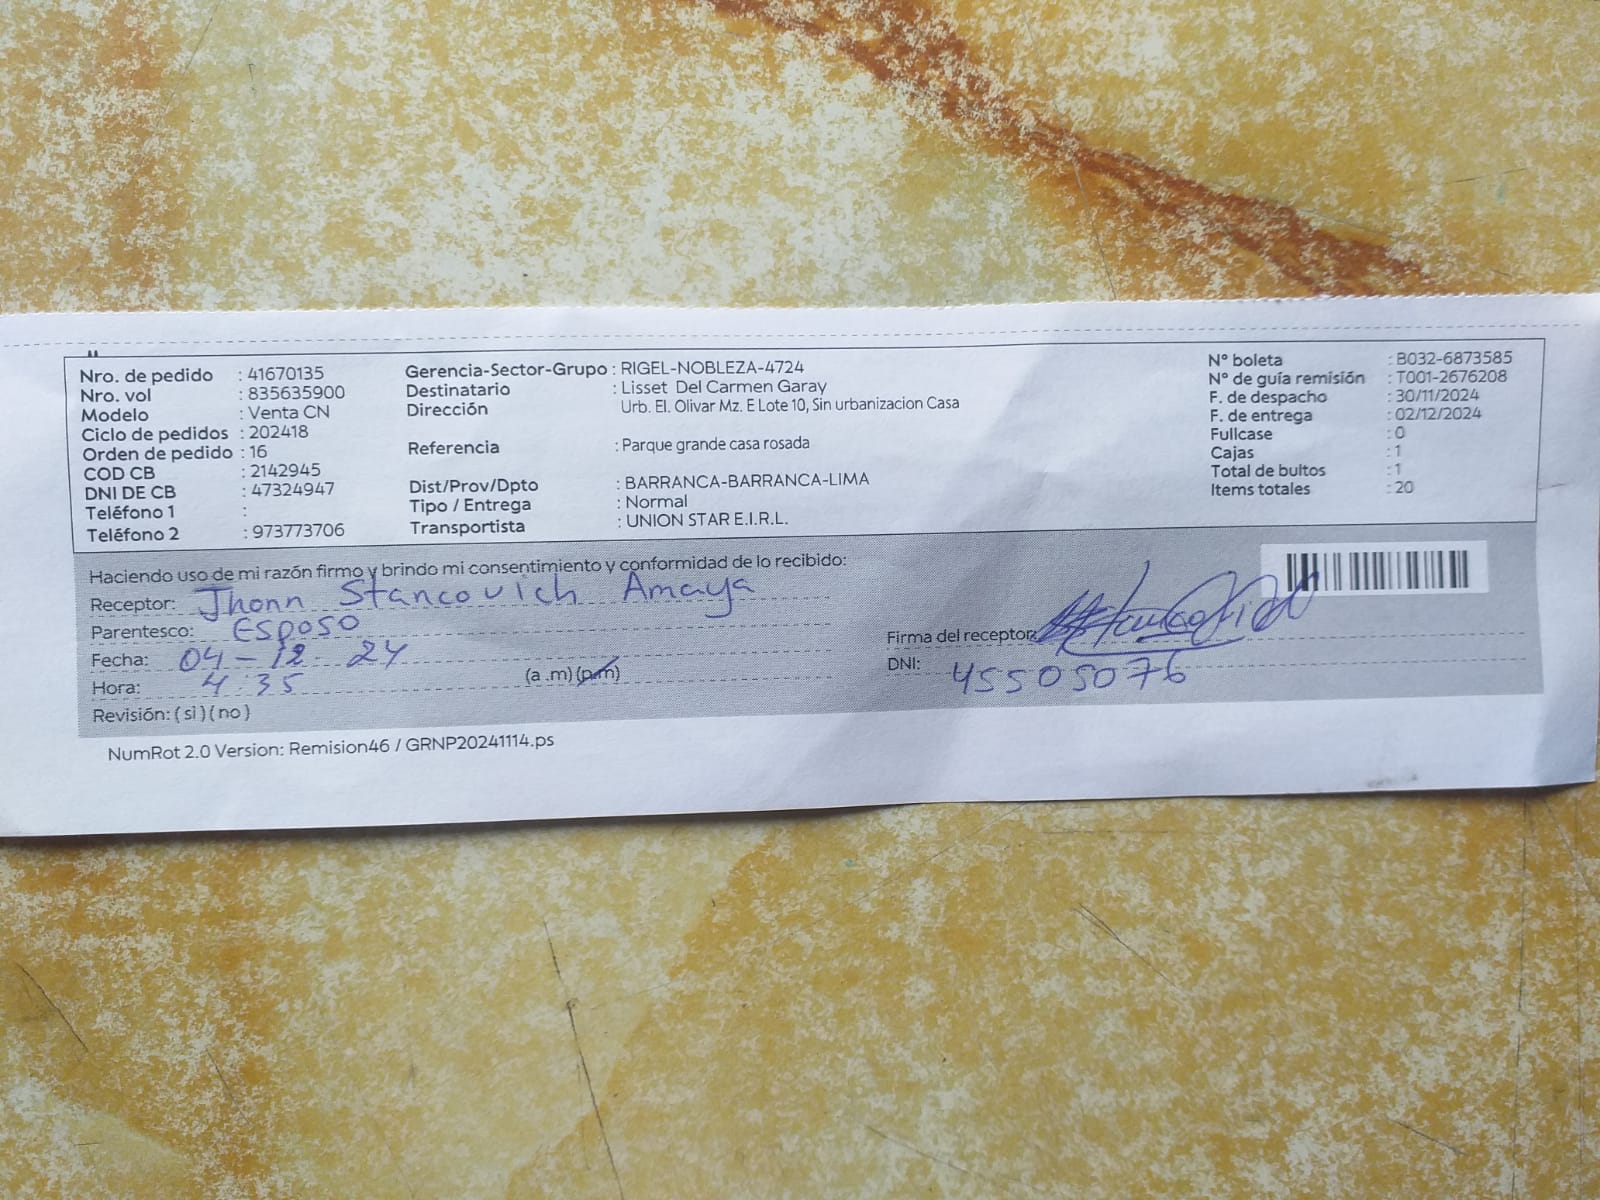 Nro. de pedido : 41670135
Nro. vol : 835635900
Modelo : Venta CN
Ciclo de pedidos : 202418
Orden de pedido : 16
COD CB : 2142945
DNI DE CB : 47324947
Teléfono 1 :
Teléfono 2 : 973773706
Gerencia-Sector-Grupo : RIGEL-NOBLEZA-4724
Destinatario : Lisset Del Carmen Garay
Dirección Urb. El. Olivar Mz. E Lote 10, Sin urbanizacion Casa
Referencia : Parque grande casa rosada
Dist/Prov/Dpto : BARRANCA-BARRANCA-LIMA
Tipo / Entrega : Normal
Transportista : UNION STAR E.I.R.L.
N° boleta : B032-6873585
N° de guía remisión : T001-2676208
F. de despacho : 30/11/2024
F. de entrega : 02/12/2024
Fullcase : 0
Cajas : 1
Total de bultos : 1
Items totales : 20
Haciendo uso de mi razón firmo y brindo mi consentimiento y conformidad de lo recibido:
Receptor: Jhonn Stancovich Amaya
Parentesco: Esposo
Fecha: 04-12-24
Hora: 4:35 (a .m) (p.m)
Revisión: ( si ) ( no )
Firma del receptor:
DNI: 45505076
NumRot 2.0 Version: Remision46 / GRNP20241114.ps